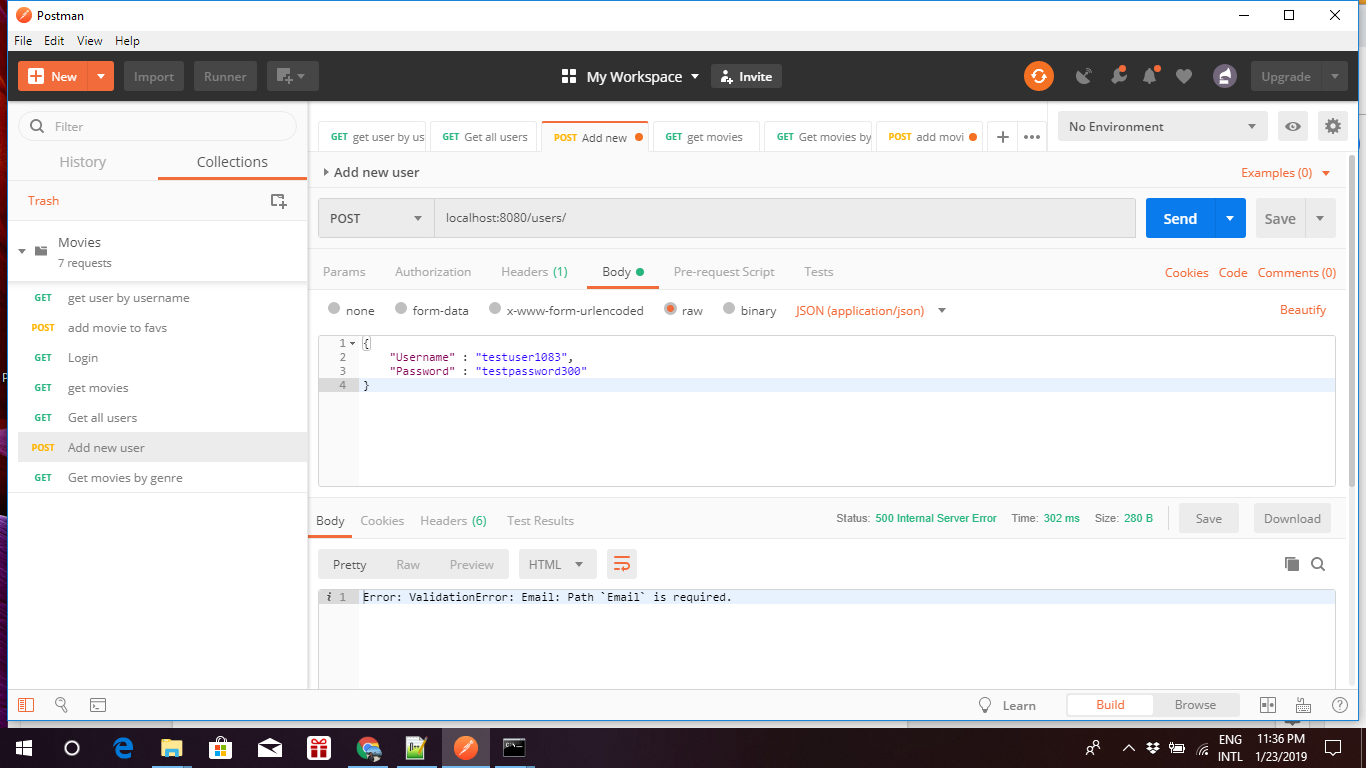 Postman
File Edit View Help
New Import Runner My Workspace Invite Upgrade
Filter
History Collections
Trash
Movies
7 requests
GET get user by username
POST add movie to favs
GET Login
GET get movies
GET Get all users
POST Add new user
GET Get movies by genre
GET get user by us GET Get all users POST Add new GET get movies GET Get movies by POST add movi No Environment
Add new user Examples (0)
POST localhost:8080/users/ Send Save
Params Authorization Headers (1) Body Pre-request Script Tests Cookies Code Comments (0)
none form-data x-www-form-urlencoded raw binary JSON (application/json) Beautify
1 {
2 "Username" : "testuser1083",
3 "Password" : "testpassword300"
4 }
Body Cookies Headers (6) Test Results Status: 500 Internal Server Error Time: 302 ms Size: 280 B Save Download
Pretty Raw Preview HTML
i 1 Error: ValidationError: Email: Path `Email` is required.
Learn Build Browse
ENG 11:36 PM
INTL 1/23/2019